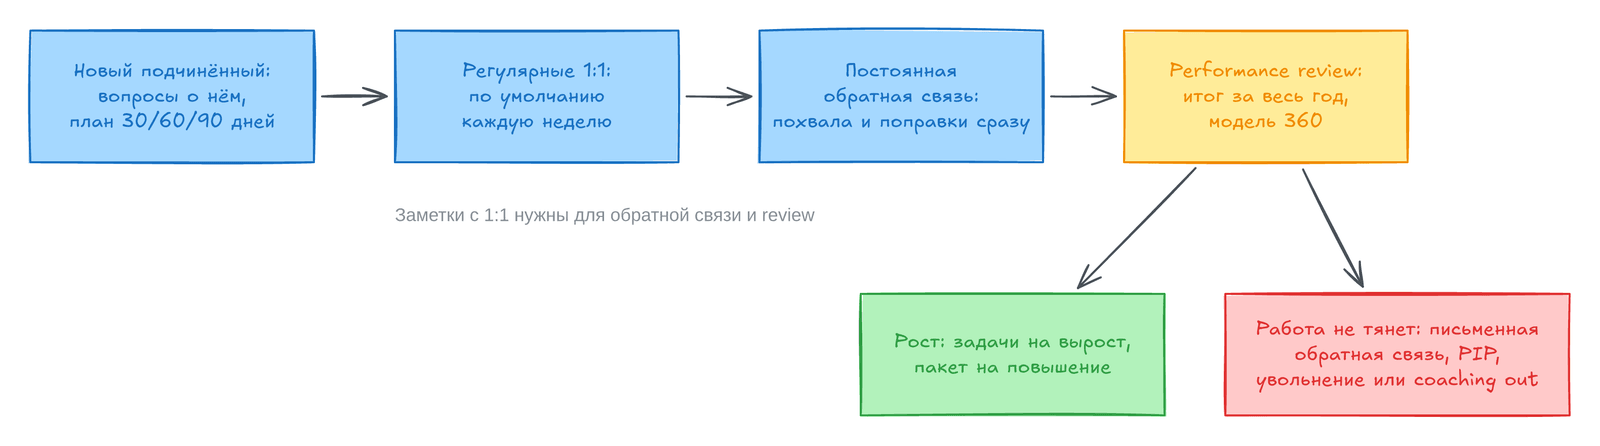 Новый подчинённый:
вопросы о нём,
план 30/60/90 дней
Регулярные 1:1:
по умолчанию
каждую неделю
Постоянная
обратная связь:
похвала и поправки сразу
Performance review:
итог за весь год,
модель 360
Заметки с 1:1 нужны для обратной связи и review
Рост: задачи на вырост,
пакет на повышение
Работа не тянет: письменная
обратная связь, PIP,
увольнение или coaching out